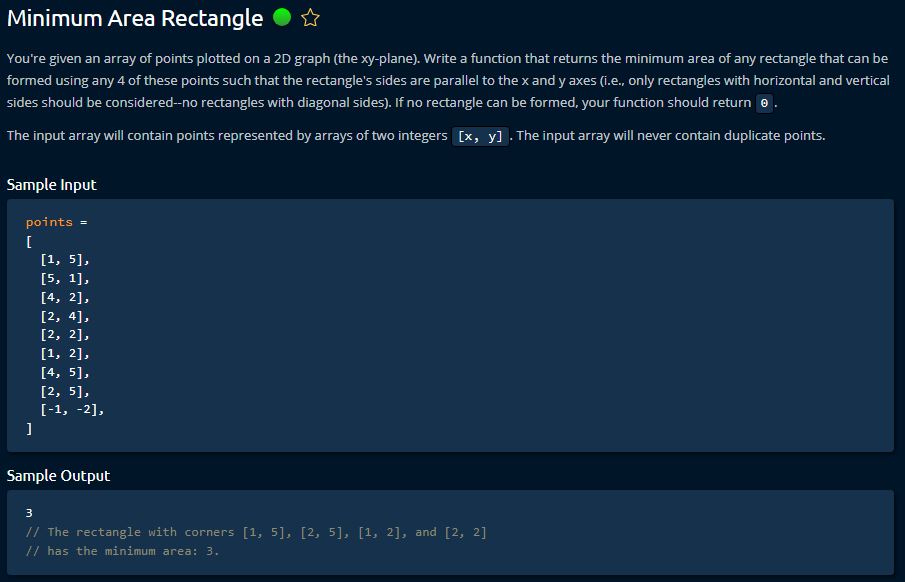 Minimum Area Rectangle
You're given an array of points plotted on a 2D graph (the xy-plane). Write a function that returns the minimum area of any rectangle that can be
formed using any 4 of these points such that the rectangle's sides are parallel to the x and y axes (i.e., only rectangles with horizontal and vertical
sides should be considered--no rectangles with diagonal sides). If no rectangle can be formed, your function should return 0 .
The input array will contain points represented by arrays of two integers [x, y] . The input array will never contain duplicate points.
Sample Input
points =
[
[1, 5],
[5, 1],
[4, 2],
[2, 4],
[2, 2],
[1, 2],
[4, 5],
[2, 5],
[-1, -2],
]
Sample Output
3
// The rectangle with corners [1, 5], [2, 5], [1, 2], and [2, 2]
// has the minimum area: 3.